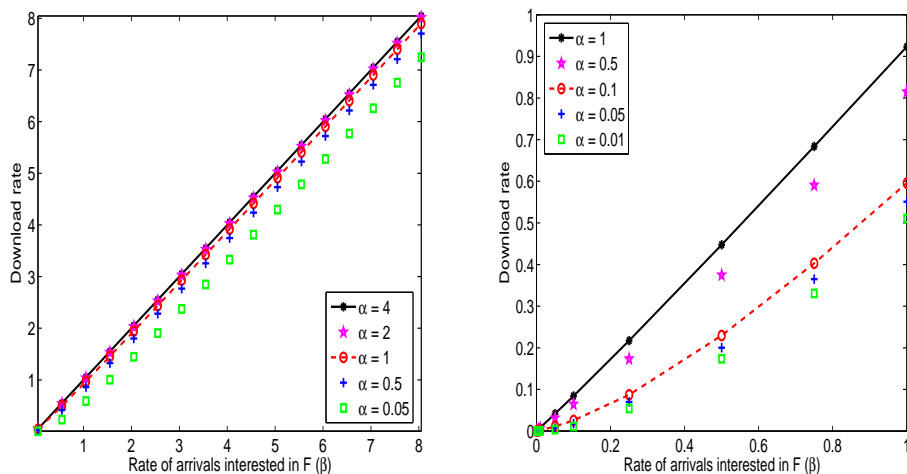 8
7
6
5
4
3
2
1
Download rate
α = 4
α = 2
α = 1
α = 0.5
α = 0.05
1 2 3 4 5 6 7 8
Rate of arrivals interested in F (β)
1
0.9
0.8
0.7
0.6
0.5
0.4
0.3
0.2
0.1
0
Download rate
α = 1
α = 0.5
α = 0.1
α = 0.05
α = 0.01
0 0.2 0.4 0.6 0.8 1
Rate of arrivals interested in F (β)